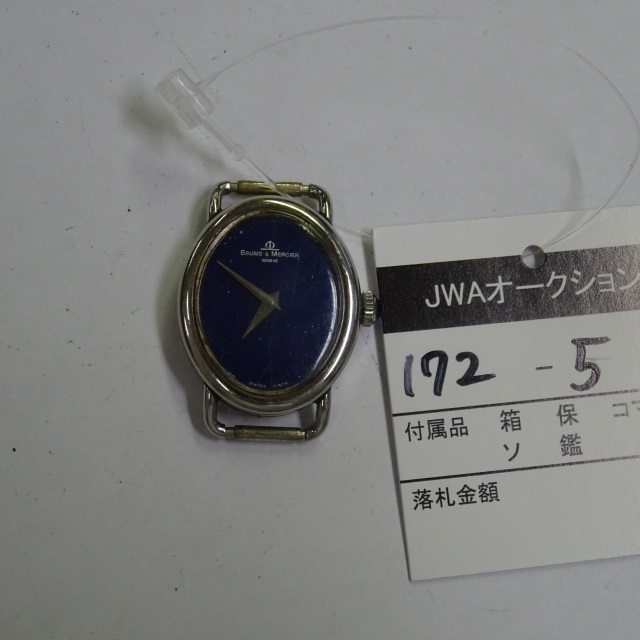 BAUME & MERCIER
GENEVE
JWAオークション
172 - 5
付属品 箱 保 コマ
ソ 鑑
落札金額